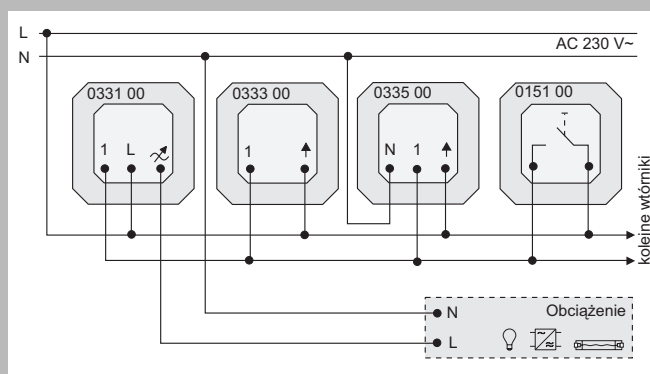 L
N
AC 230 V~
0331 00
0333 00
0335 00
0151 00
1 L
1
N 1
koleine wtórniki
N
Obciążenie
L